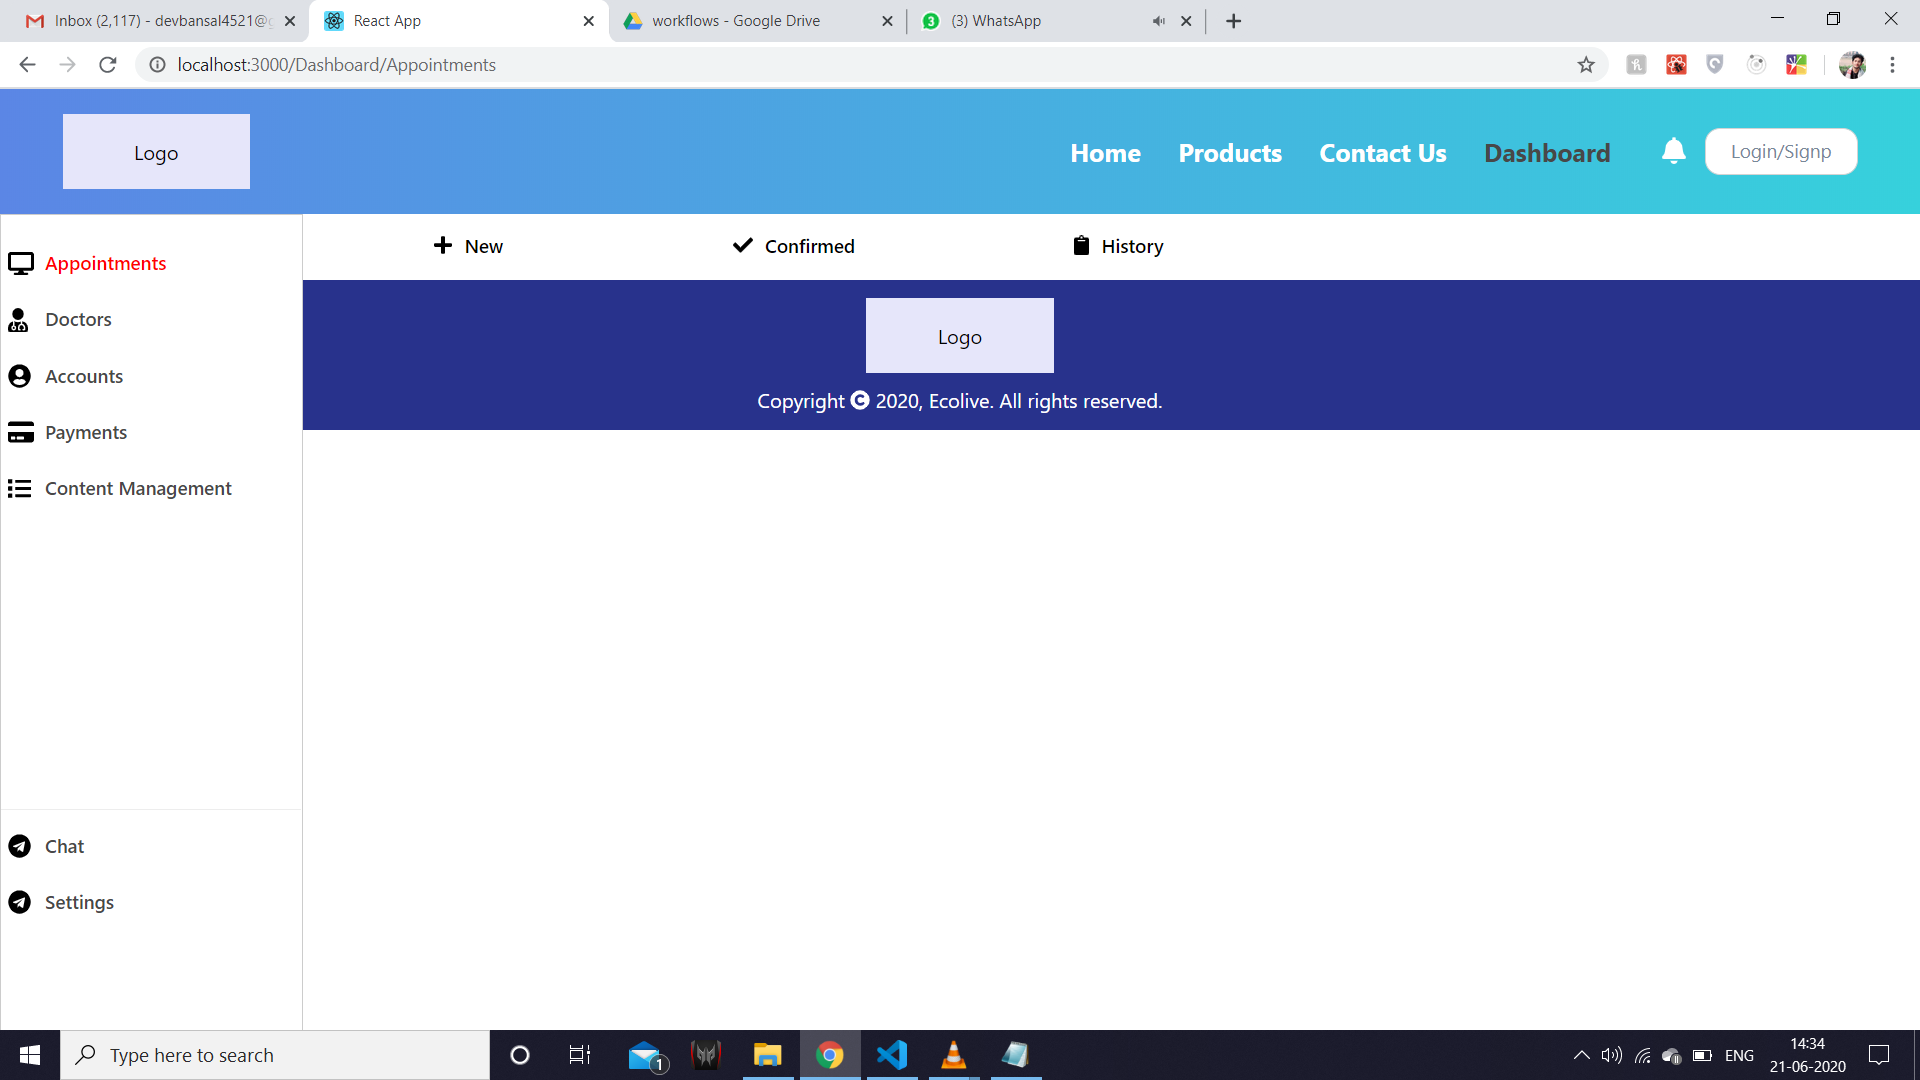 Inbox (2,117) - devbansal4521@g
React App
workflows - Google Drive
3
(3) WhatsApp
localhost:3000/Dashboard/Appointments
Logo
Home
Products
Contact Us
Dashboard
Login/Signp
Appointments
Doctors
Accounts
Payments
Content Management
Chat
Settings
New
Confirmed
History
Logo
Copyright © 2020, Ecolive. All rights reserved.
Type here to search
1
ENG
14:34
21-06-2020